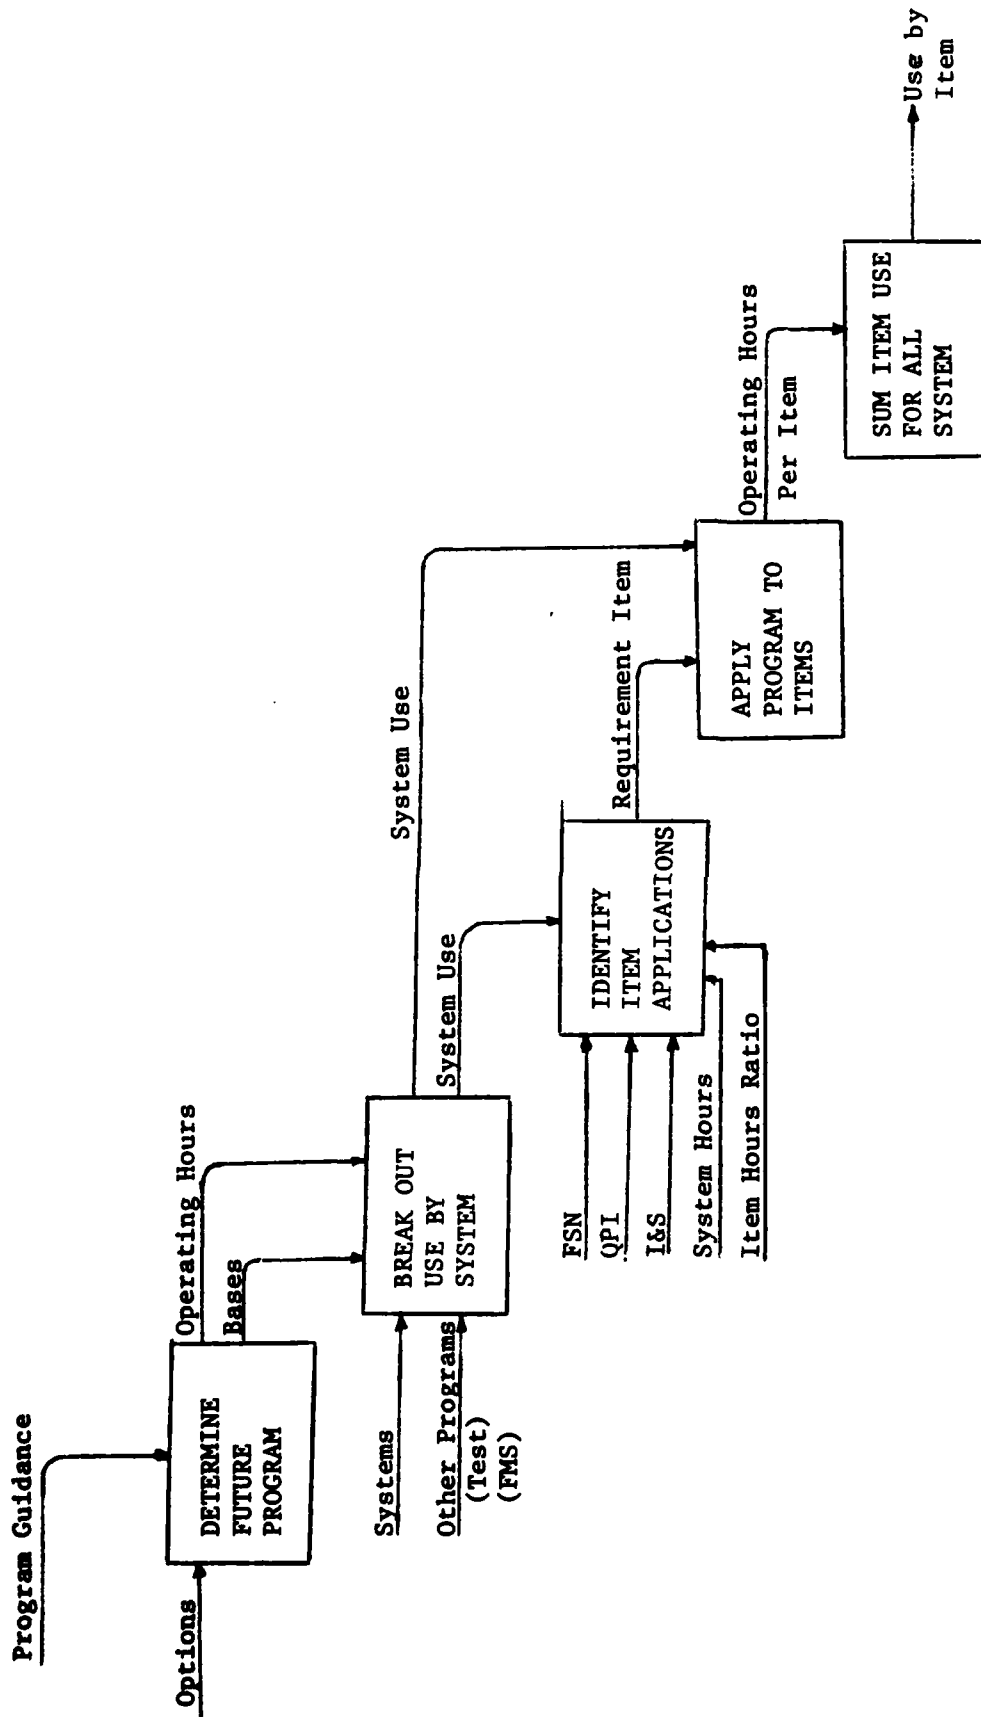 Program Guidance
Options
DETERMINE
FUTURE
PROGRAM
Operating Hours
Bases
Systems
Other Programs
(Test)
(FMS)
BREAK OUT
USE BY
SYSTEM
System Use
System Use
FSN
QPI
I&S
System Hours
Item Hours Ratio
IDENTIFY
ITEM
APPLICATIONS
Requirement Item
APPLY
PROGRAM TO
ITEMS
Operating Hours
Per Item
SUM ITEM USE
FOR ALL
SYSTEM
Use by
Item